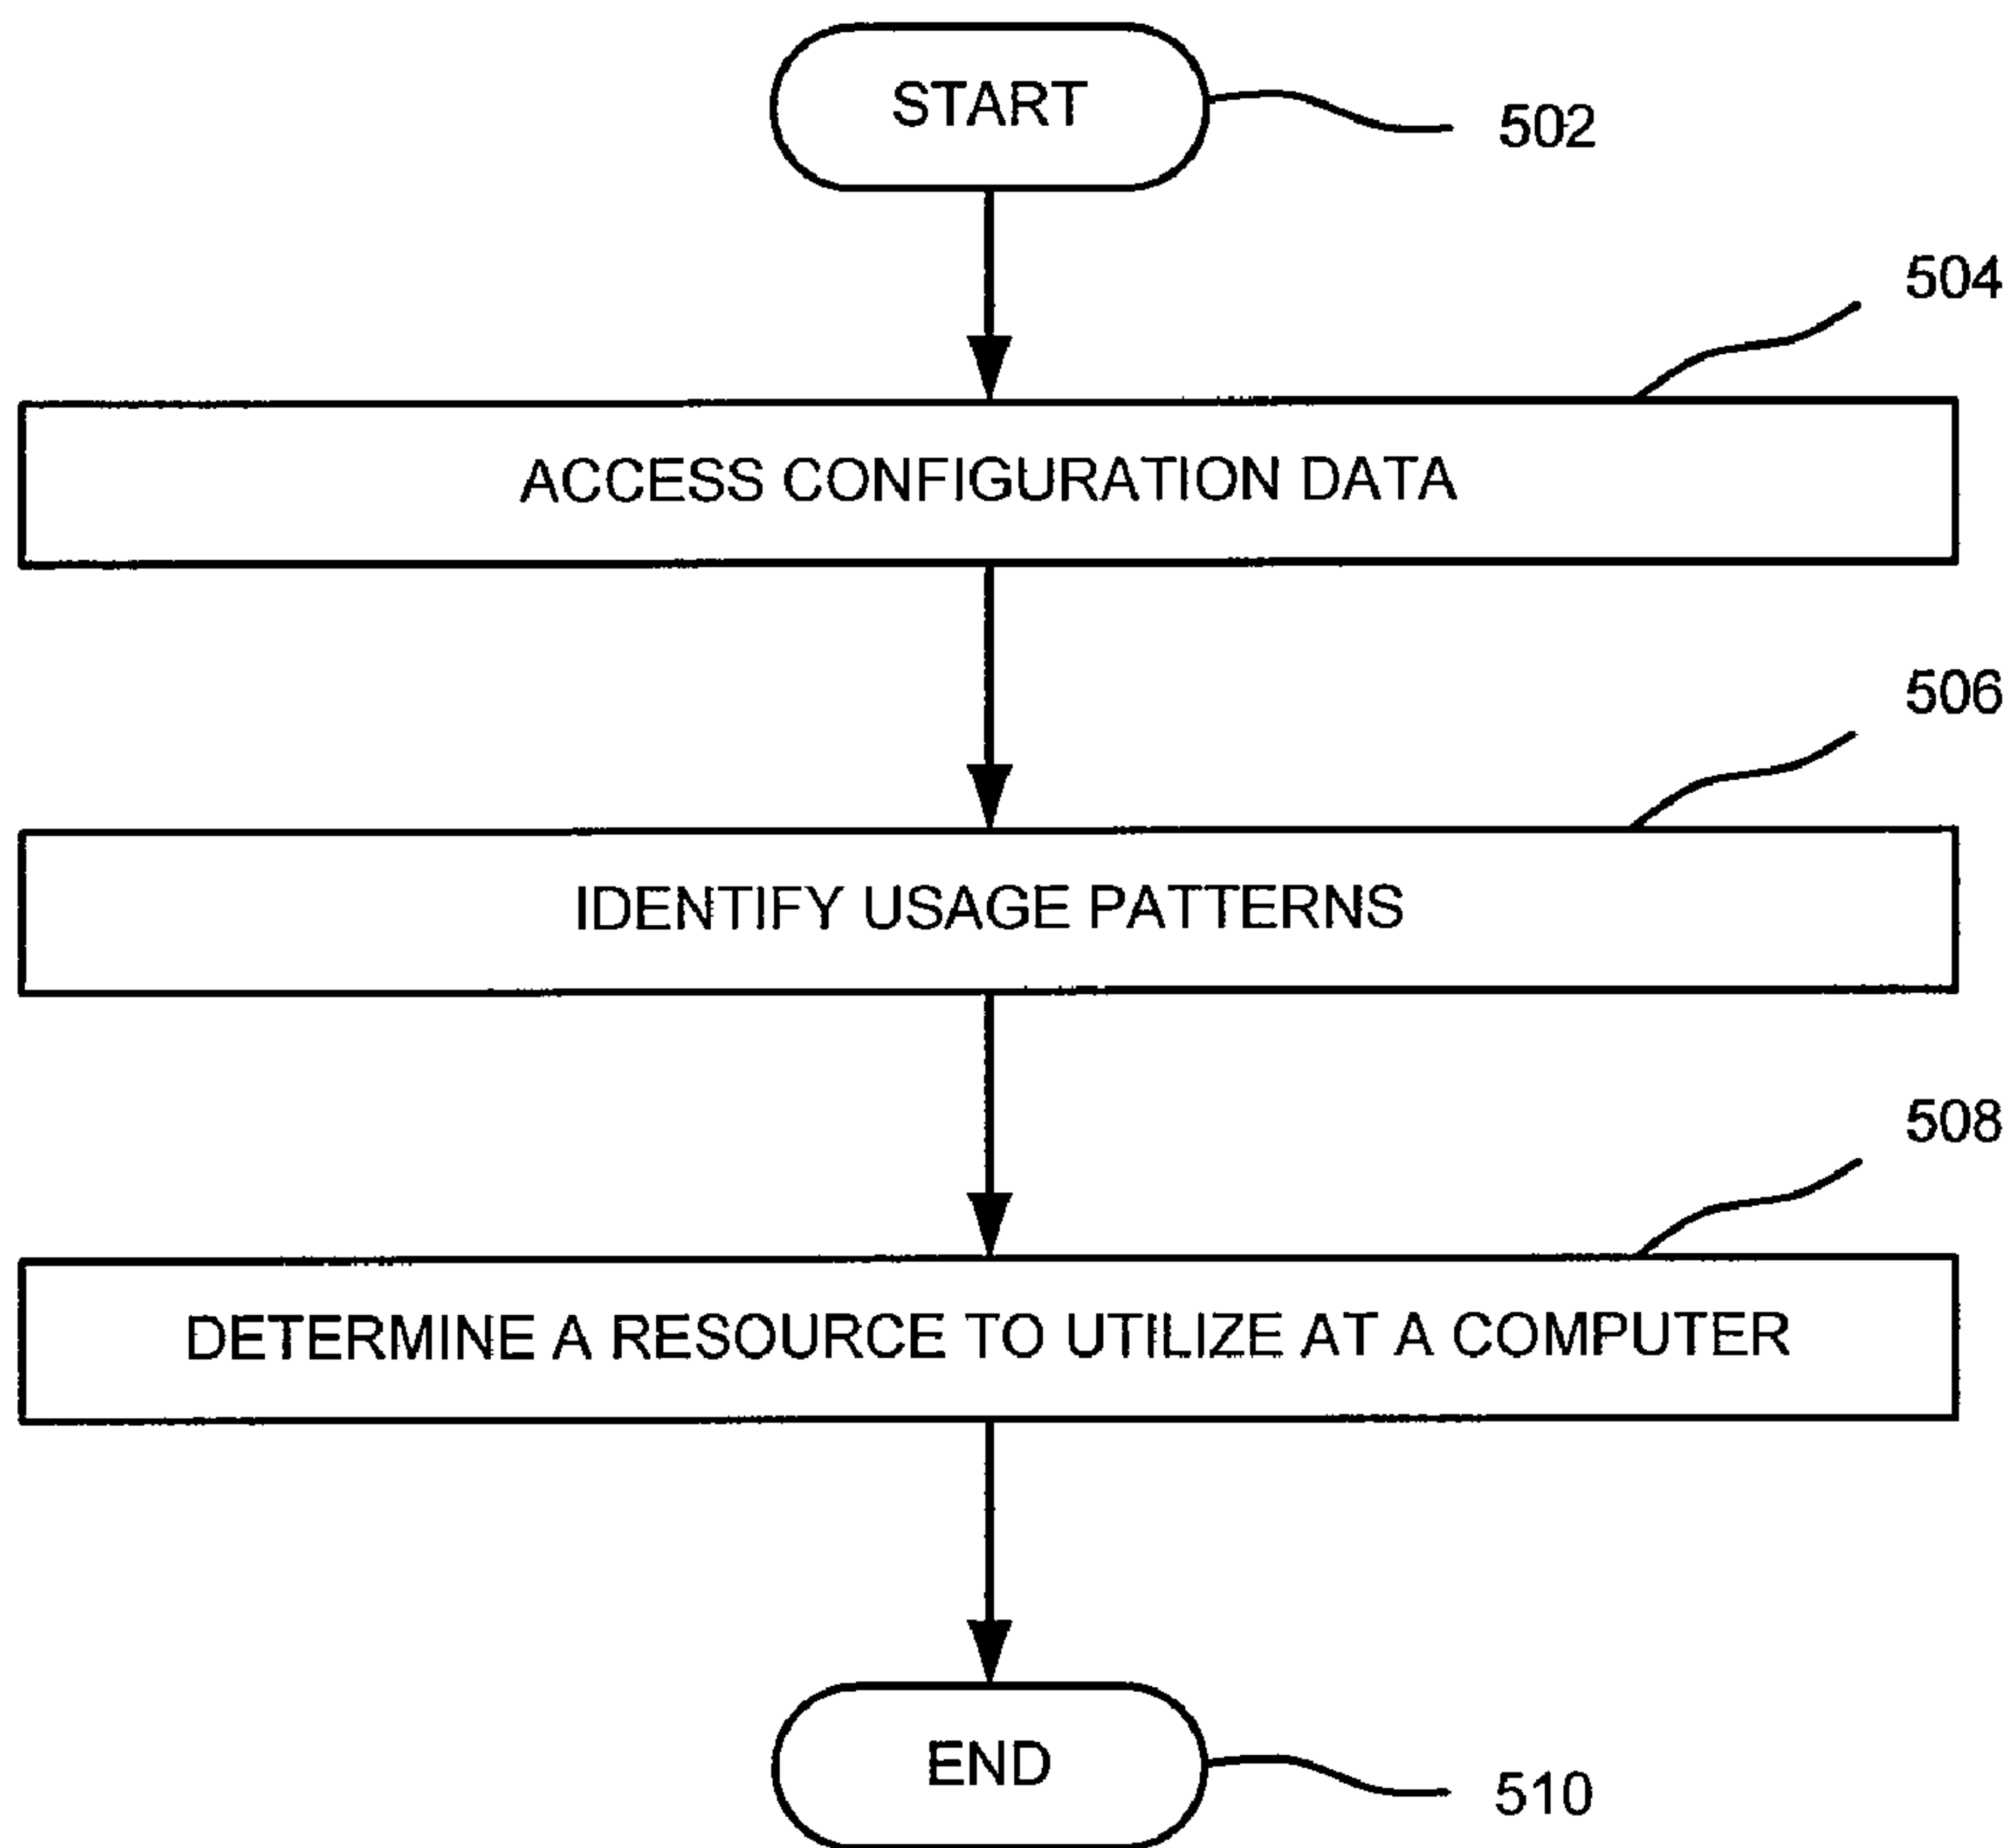 START
502
504
ACCESS CONFIGURATION DATA
506
IDENTIFY USAGE PATTERNS
508
DETERMINE A RESOURCE TO UTILIZE AT A COMPUTER
END
510